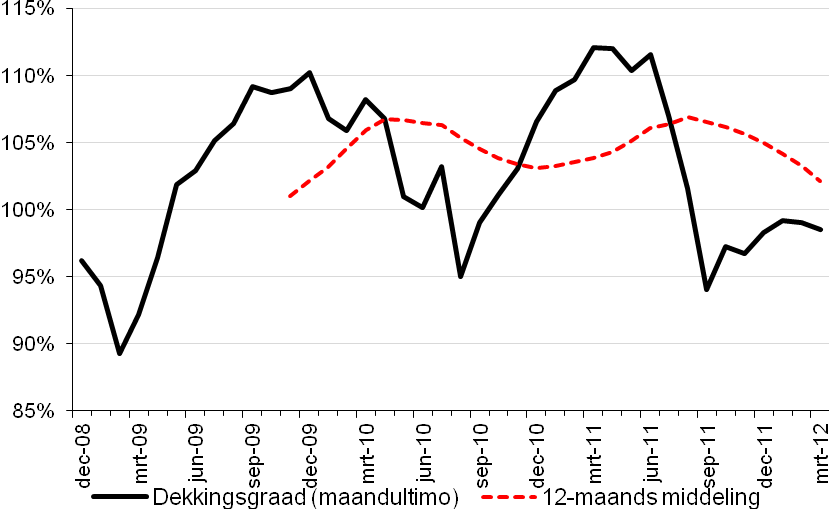 115%
110%
105%
100%
95%
90%
85%
dec-08
mrt-09
jun-09
sep-09
dec-09
mrt-10
jun-10
sep-10
dec-10
mrt-11
jun-11
sep-11
dec-11
mrt-12
Dekkingsgraad (maandultimo) 12-maands middeling